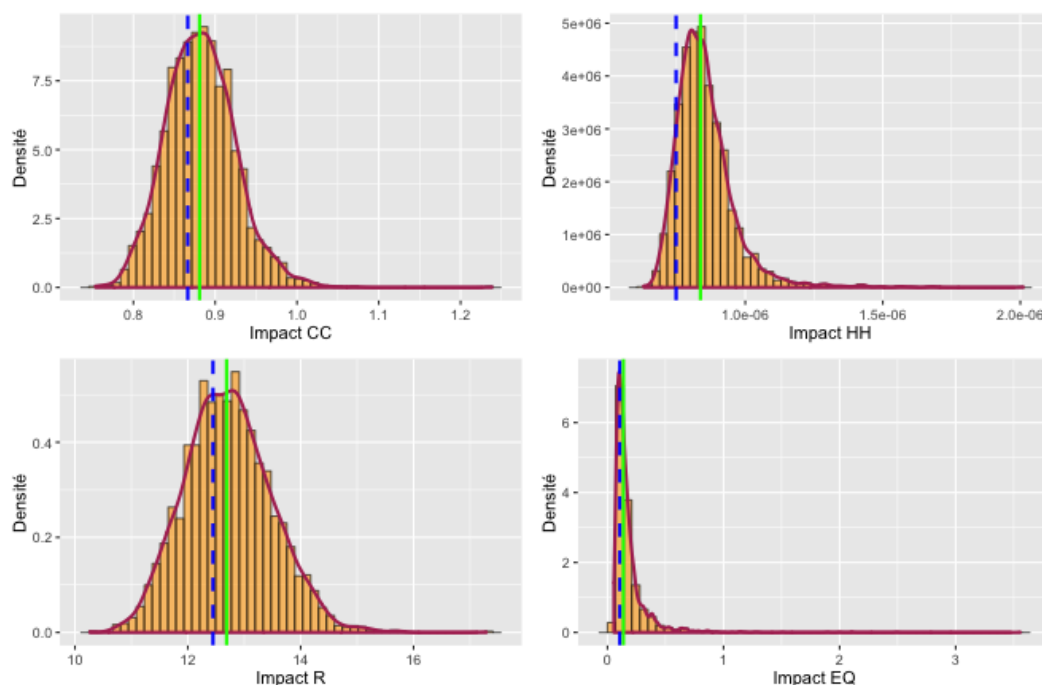 7.5
5.0
2.5
0.0
Densité
0.8 0.9 1.0 1.1 1.2
Impact CC
5e+06
4e+06
3e+06
2e+06
1e+06
0e+00
Densité
1.0e-06 1.5e-06 2.0e-06
Impact HH
0.4
0.2
0.0
Densité
10 12 14 16
Impact R
6
4
2
0
Densité
0 1 2 3
Impact EQ